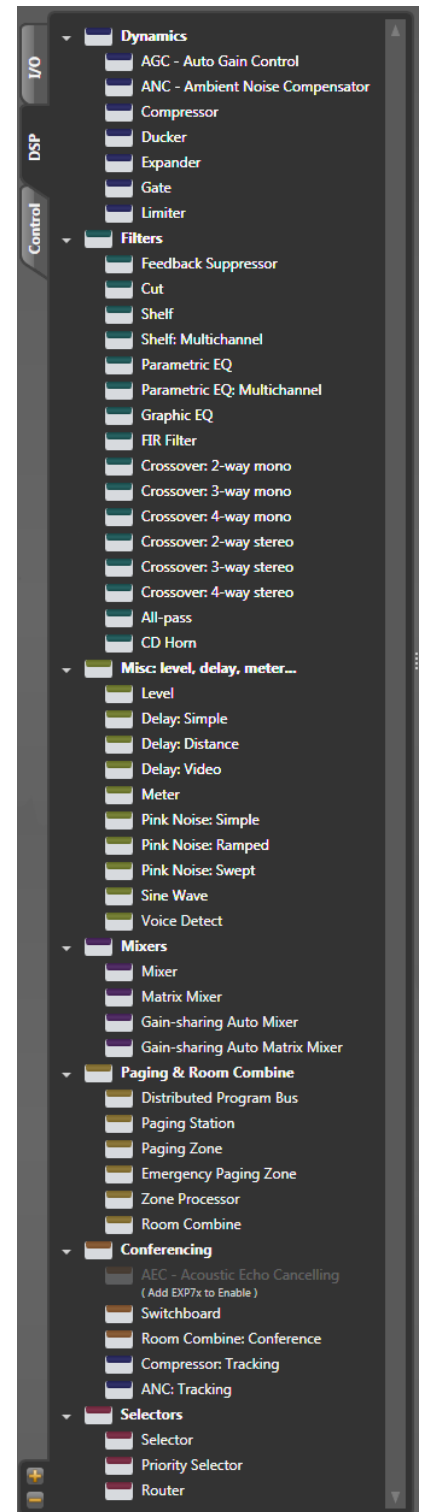 I/O
DSP
Control
Dynamics
AGC - Auto Gain Control
ANC - Ambient Noise Compensator
Compressor
Ducker
Expander
Gate
Limiter
Filters
Feedback Suppressor
Cut
Shelf
Shelf: Multichannel
Parametric EQ
Parametric EQ: Multichannel
Graphic EQ
FIR Filter
Crossover: 2-way mono
Crossover: 3-way mono
Crossover: 4-way mono
Crossover: 2-way stereo
Crossover: 3-way stereo
Crossover: 4-way stereo
All-pass
CD Horn
Misc: level, delay, meter...
Level
Delay: Simple
Delay: Distance
Delay: Video
Meter
Pink Noise: Simple
Pink Noise: Ramped
Pink Noise: Swept
Sine Wave
Voice Detect
Mixers
Mixer
Matrix Mixer
Gain-sharing Auto Mixer
Gain-sharing Auto Matrix Mixer
Paging & Room Combine
Distributed Program Bus
Paging Station
Paging Zone
Emergency Paging Zone
Zone Processor
Room Combine
Conferencing
AEC - Acoustic Echo Cancelling
( Add EXP7x to Enable )
Switchboard
Room Combine: Conference
Compressor: Tracking
ANC: Tracking
Selectors
Selector
Priority Selector
Router